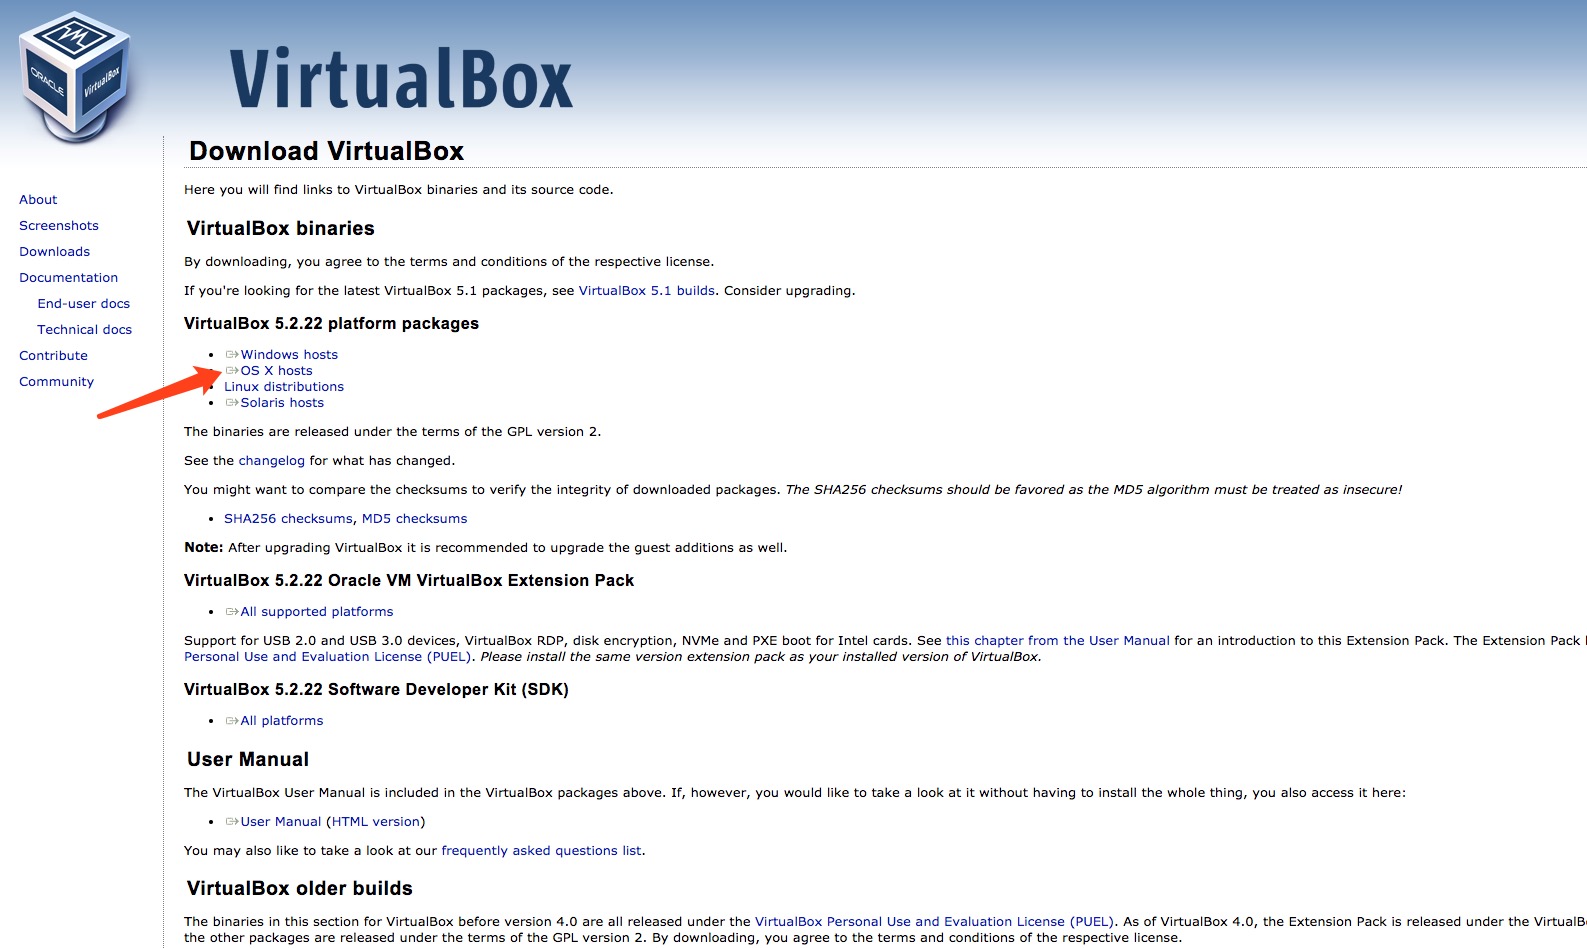 ORACLE
VirtualBox
VirtualBox
Download VirtualBox
Here you will find links to VirtualBox binaries and its source code.
About
Screenshots
Downloads
Documentation
End-user docs
Technical docs
Contribute
Community
VirtualBox binaries
By downloading, you agree to the terms and conditions of the respective license.
If you're looking for the latest VirtualBox 5.1 packages, see VirtualBox 5.1 builds. Consider upgrading.
VirtualBox 5.2.22 platform packages
• Windows hosts
• OS X hosts
• Linux distributions
• Solaris hosts
The binaries are released under the terms of the GPL version 2.
See the changelog for what has changed.
You might want to compare the checksums to verify the integrity of downloaded packages. The SHA256 checksums should be favored as the MD5 algorithm must be treated as insecure!
• SHA256 checksums, MD5 checksums
Note: After upgrading VirtualBox it is recommended to upgrade the guest additions as well.
VirtualBox 5.2.22 Oracle VM VirtualBox Extension Pack
• All supported platforms
Support for USB 2.0 and USB 3.0 devices, VirtualBox RDP, disk encryption, NVMe and PXE boot for Intel cards. See this chapter from the User Manual for an introduction to this Extension Pack. The Extension Pack
Personal Use and Evaluation License (PUEL). Please install the same version extension pack as your installed version of VirtualBox.
VirtualBox 5.2.22 Software Developer Kit (SDK)
• All platforms
User Manual
The VirtualBox User Manual is included in the VirtualBox packages above. If, however, you would like to take a look at it without having to install the whole thing, you also access it here:
• User Manual (HTML version)
You may also like to take a look at our frequently asked questions list.
VirtualBox older builds
The binaries in this section for VirtualBox before version 4.0 are all released under the VirtualBox Personal Use and Evaluation License (PUEL). As of VirtualBox 4.0, the Extension Pack is released under the VirtualB
the other packages are released under the terms of the GPL version 2. By downloading, you agree to the terms and conditions of the respective license.